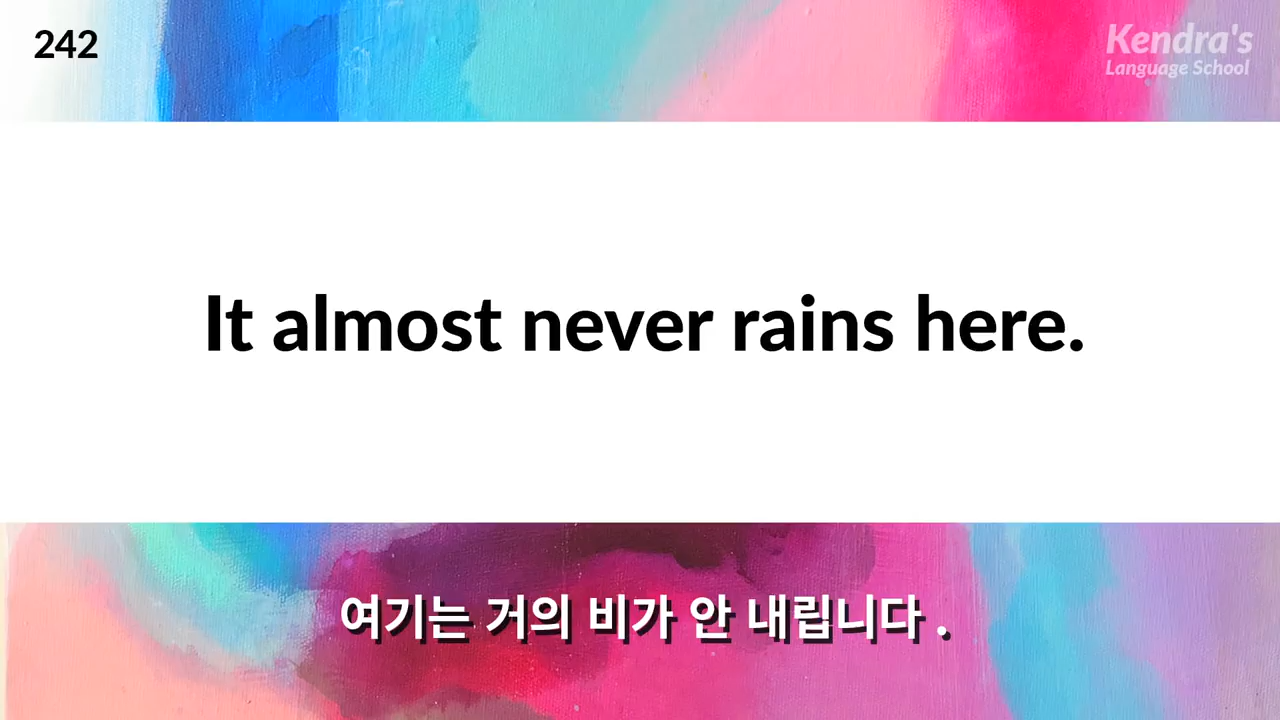 242
Kendra's
Language School
It almost never rains here.
여기는 거의 비가 안 내립니다 .